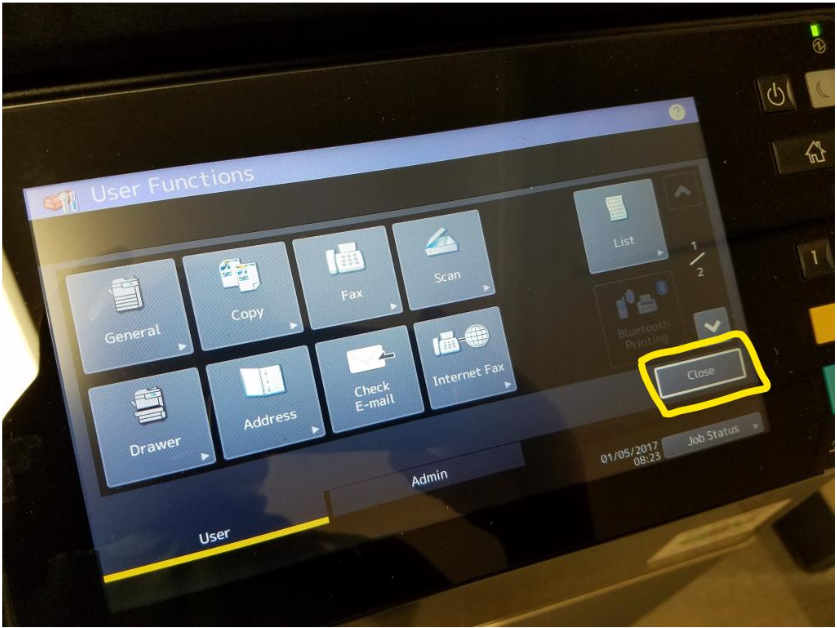 User Functions
?
General
Copy
Fax
Scan
List
1/2
Drawer
Address
Check
E-mail
Internet Fax
Bluetooth
Printing
Close
User
Admin
01/05/2017
08:23
Job Status
1